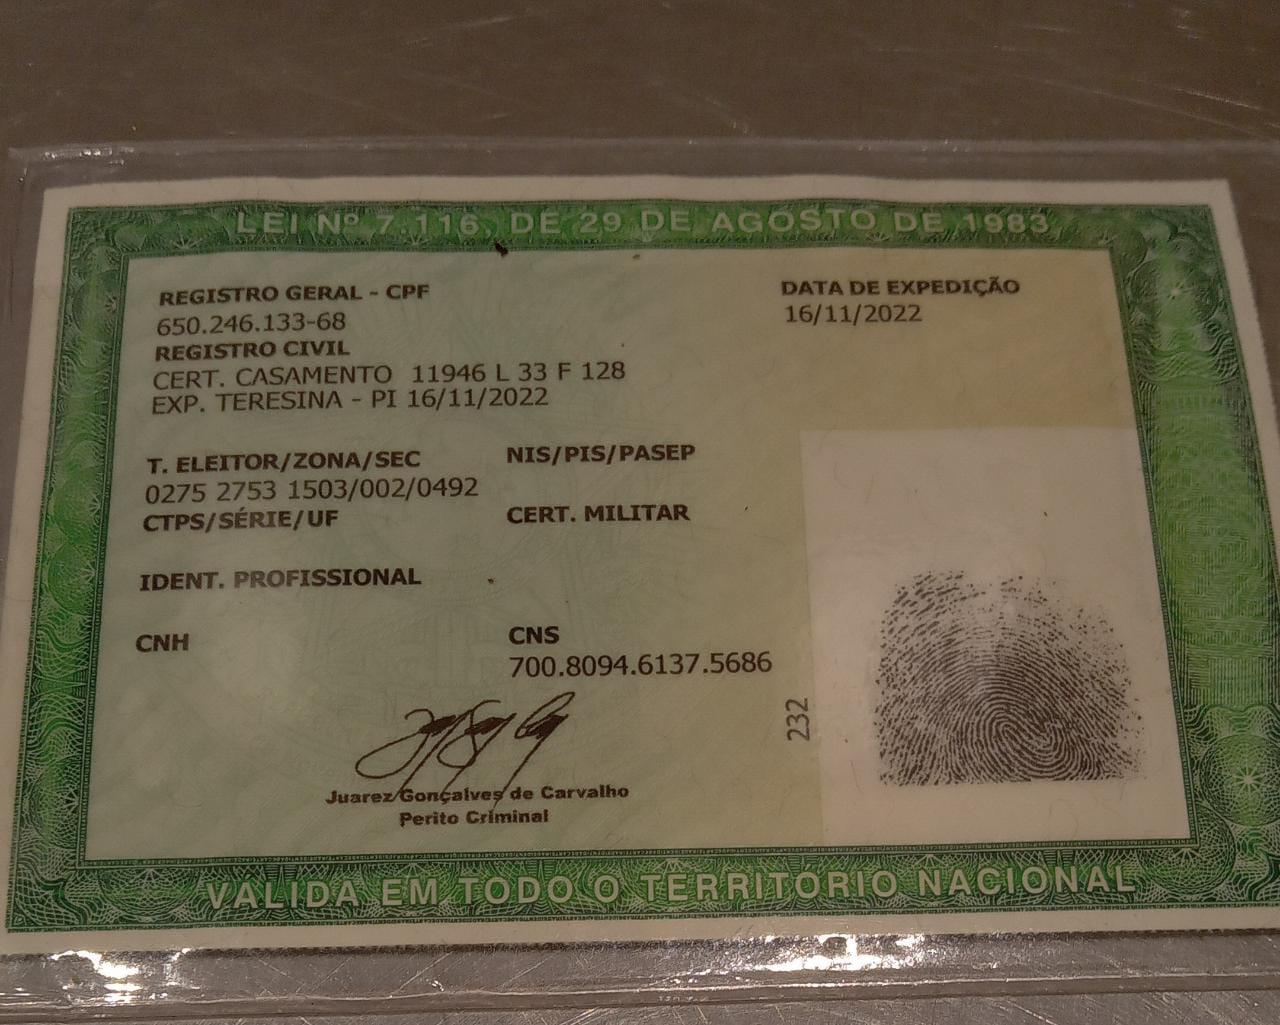 LEI Nº 7.116, DE 29 DE AGOSTO DE 1983
REGISTRO GERAL - CPF
650.246.133-68
DATA DE EXPEDIÇÃO
16/11/2022
REGISTRO CIVIL
CERT. CASAMENTO 11946 L 33 F 128
EXP. TERESINA - PI 16/11/2022
T. ELEITOR/ZONA/SEC
0275 2753 1503/002/0492
NIS/PIS/PASEP
CTPS/SÉRIE/UF
CERT. MILITAR
IDENT. PROFISSIONAL
CNH
CNS
700.8094.6137.5686
232
Juarez Gonçalves de Carvalho
Perito Criminal
VÁLIDA EM TODO O TERRITÓRIO NACIONAL